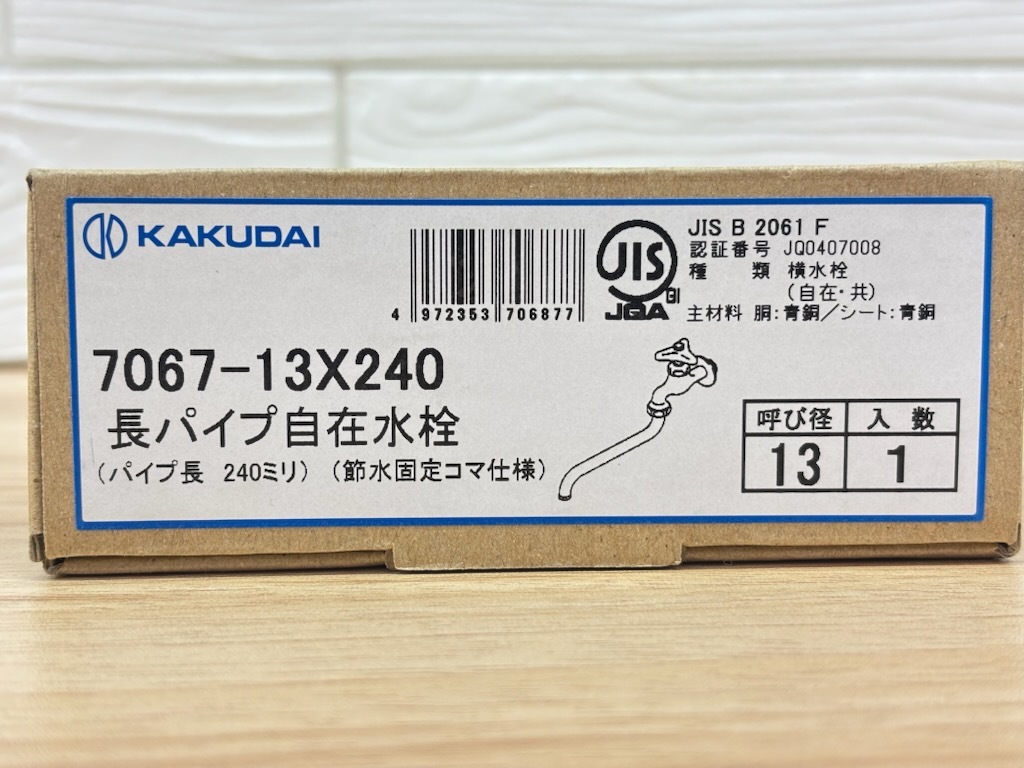 KAKUDAI
4 972353 706877
JIS
JQA
JIS B 2061 F
認証番号 JQ0407008
種 類 横水栓
(自在・共)
主材料 胴:青銅/シート:青銅
7067-13X240
長パイプ自在水栓
(パイプ長 240ミリ) (節水固定コマ仕様)
呼び径 入数
13 1